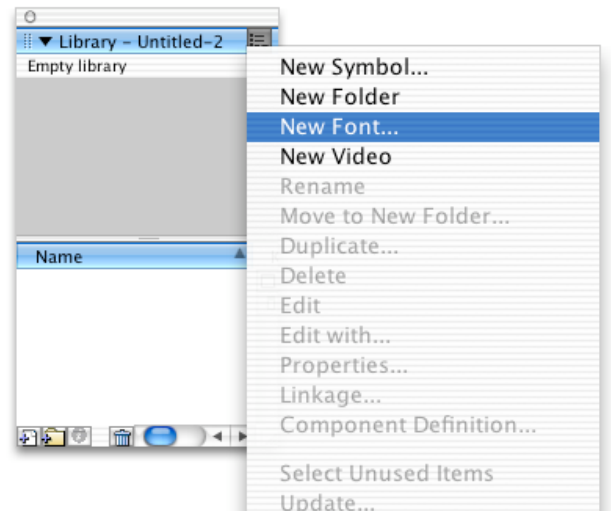 Library – Untitled-2
Empty library
Name
New Symbol...
New Folder
New Font...
New Video
Rename
Move to New Folder...
Duplicate...
Delete
Edit
Edit with...
Properties...
Linkage...
Component Definition...
Select Unused Items
Update...